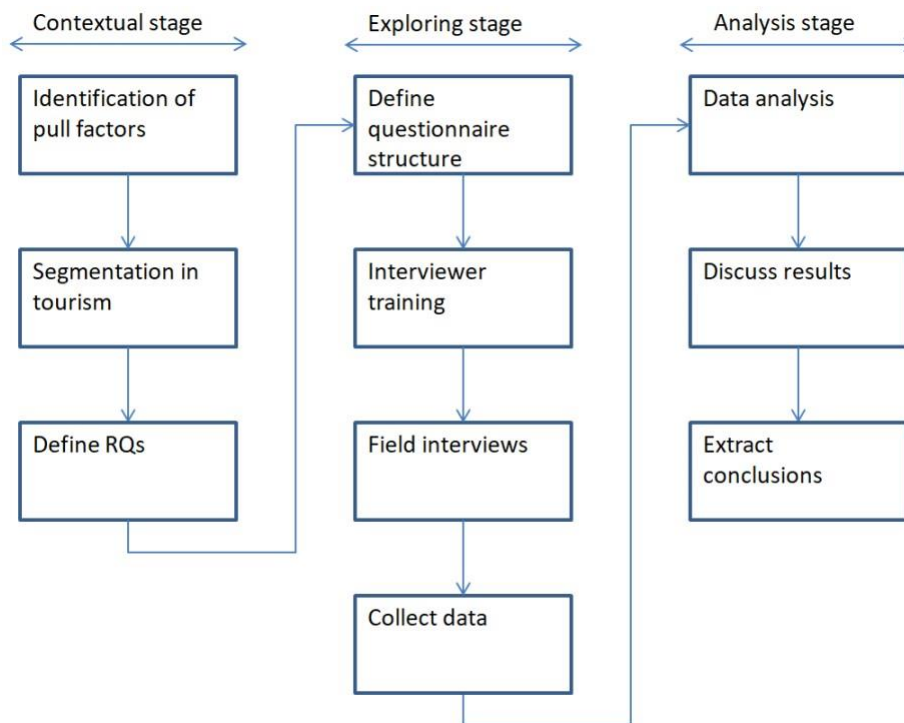 Contextual stage
Identification of
pull factors
Segmentation in
tourism
Define RQs
Exploring stage
Define
questionnaire
structure
Interviewer
training
Field interviews
Collect data
Analysis stage
Data analysis
Discuss results
Extract
conclusions